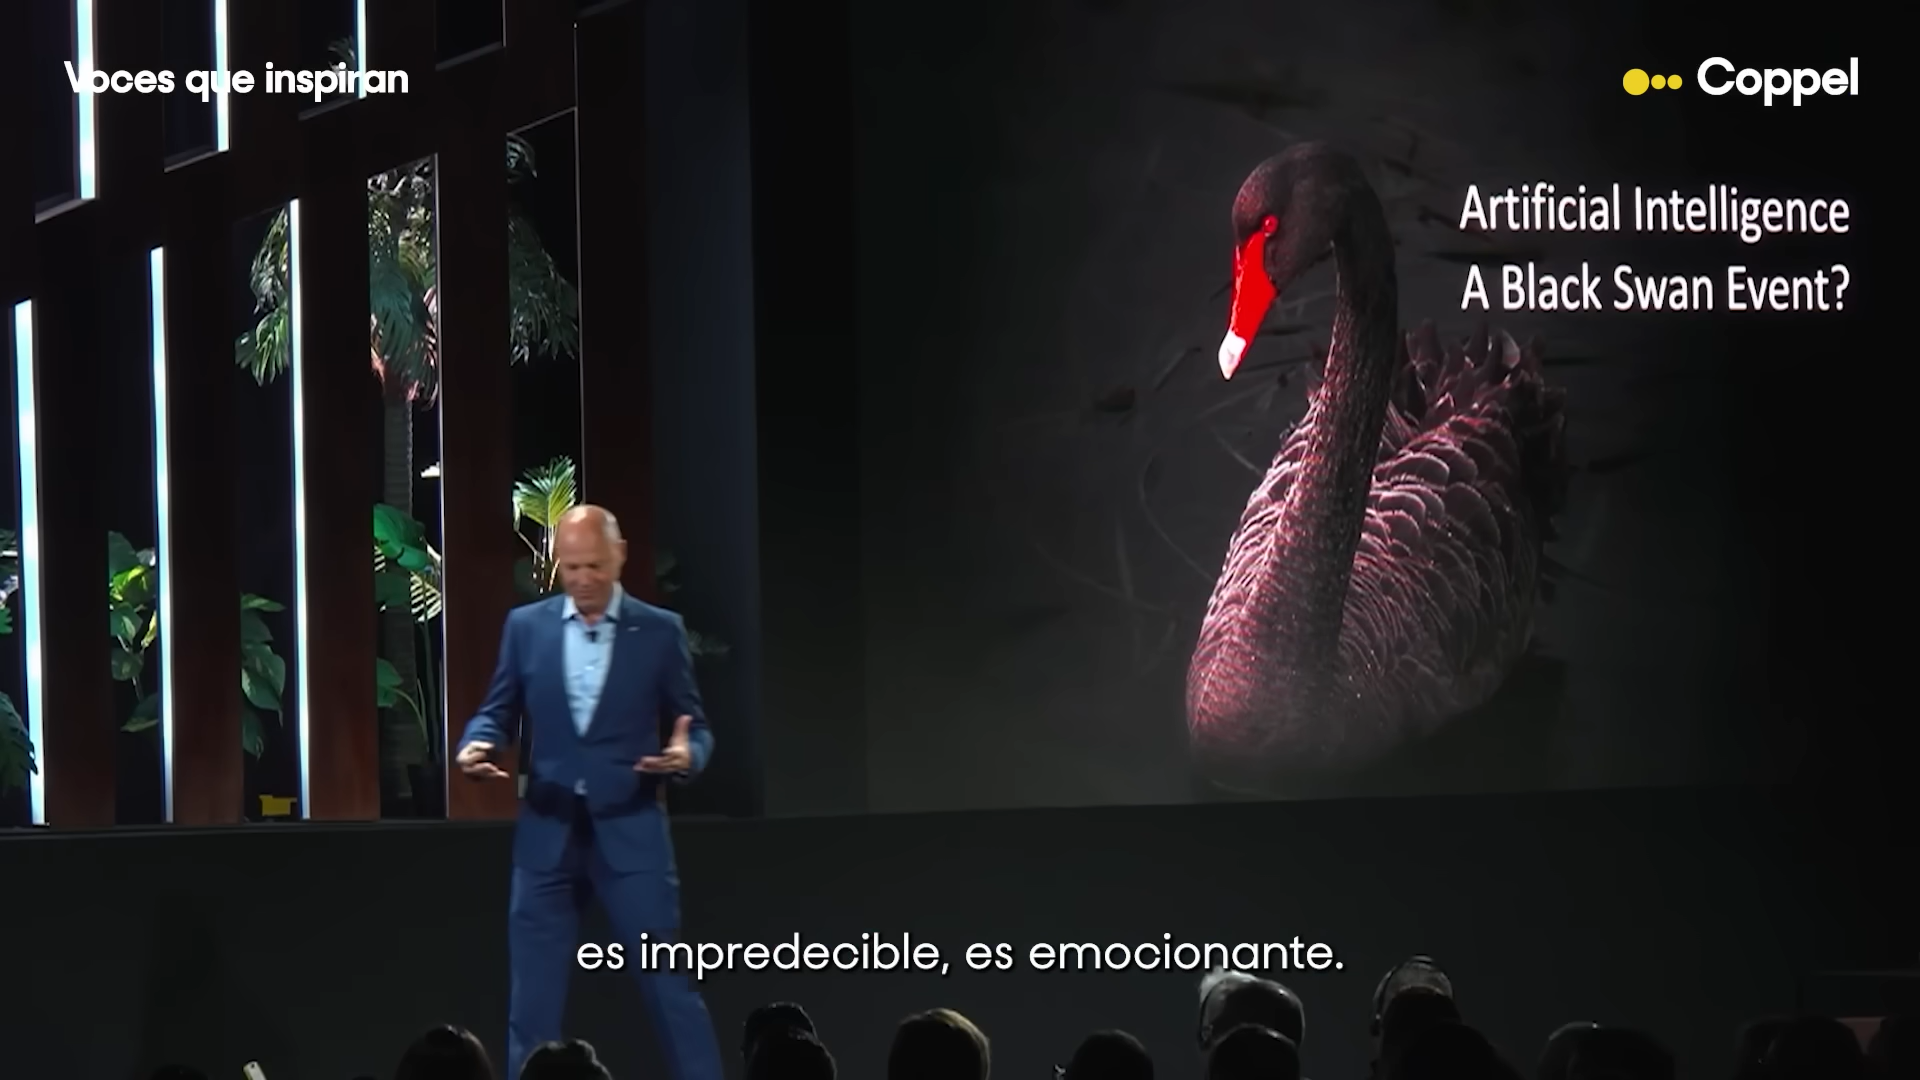 Voces que inspiran
Coppel
Artificial Intelligence
A Black Swan Event?
es impredecible, es emocionante.